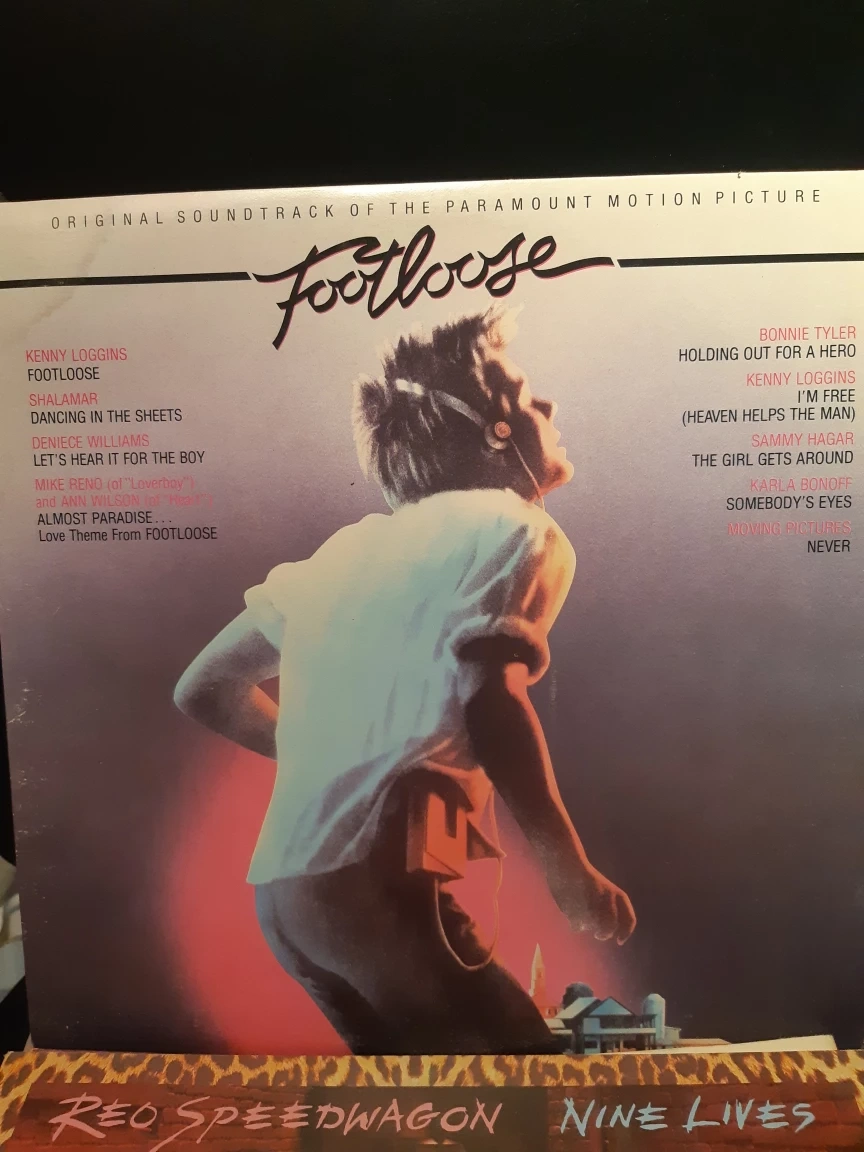 ORIGINAL SOUNDTRACK OF THE PARAMOUNT MOTION PICTURE
Footloose
KENNY LOGGINS
FOOTLOOSE
SHALAMAR
DANCING IN THE SHEETS
DENIECE WILLIAMS
LET'S HEAR IT FOR THE BOY
MIKE RENO (of "Loverboy")
and ANN WILSON (of "Heart")
ALMOST PARADISE...
Love Theme From FOOTLOOSE
BONNIE TYLER
HOLDING OUT FOR A HERO
KENNY LOGGINS
I'M FREE
(HEAVEN HELPS THE MAN)
SAMMY HAGAR
THE GIRL GETS AROUND
KARLA BONOFF
SOMEBODY'S EYES
MOVING PICTURES
NEVER
REO SPEEDWAGON NINE LIVES